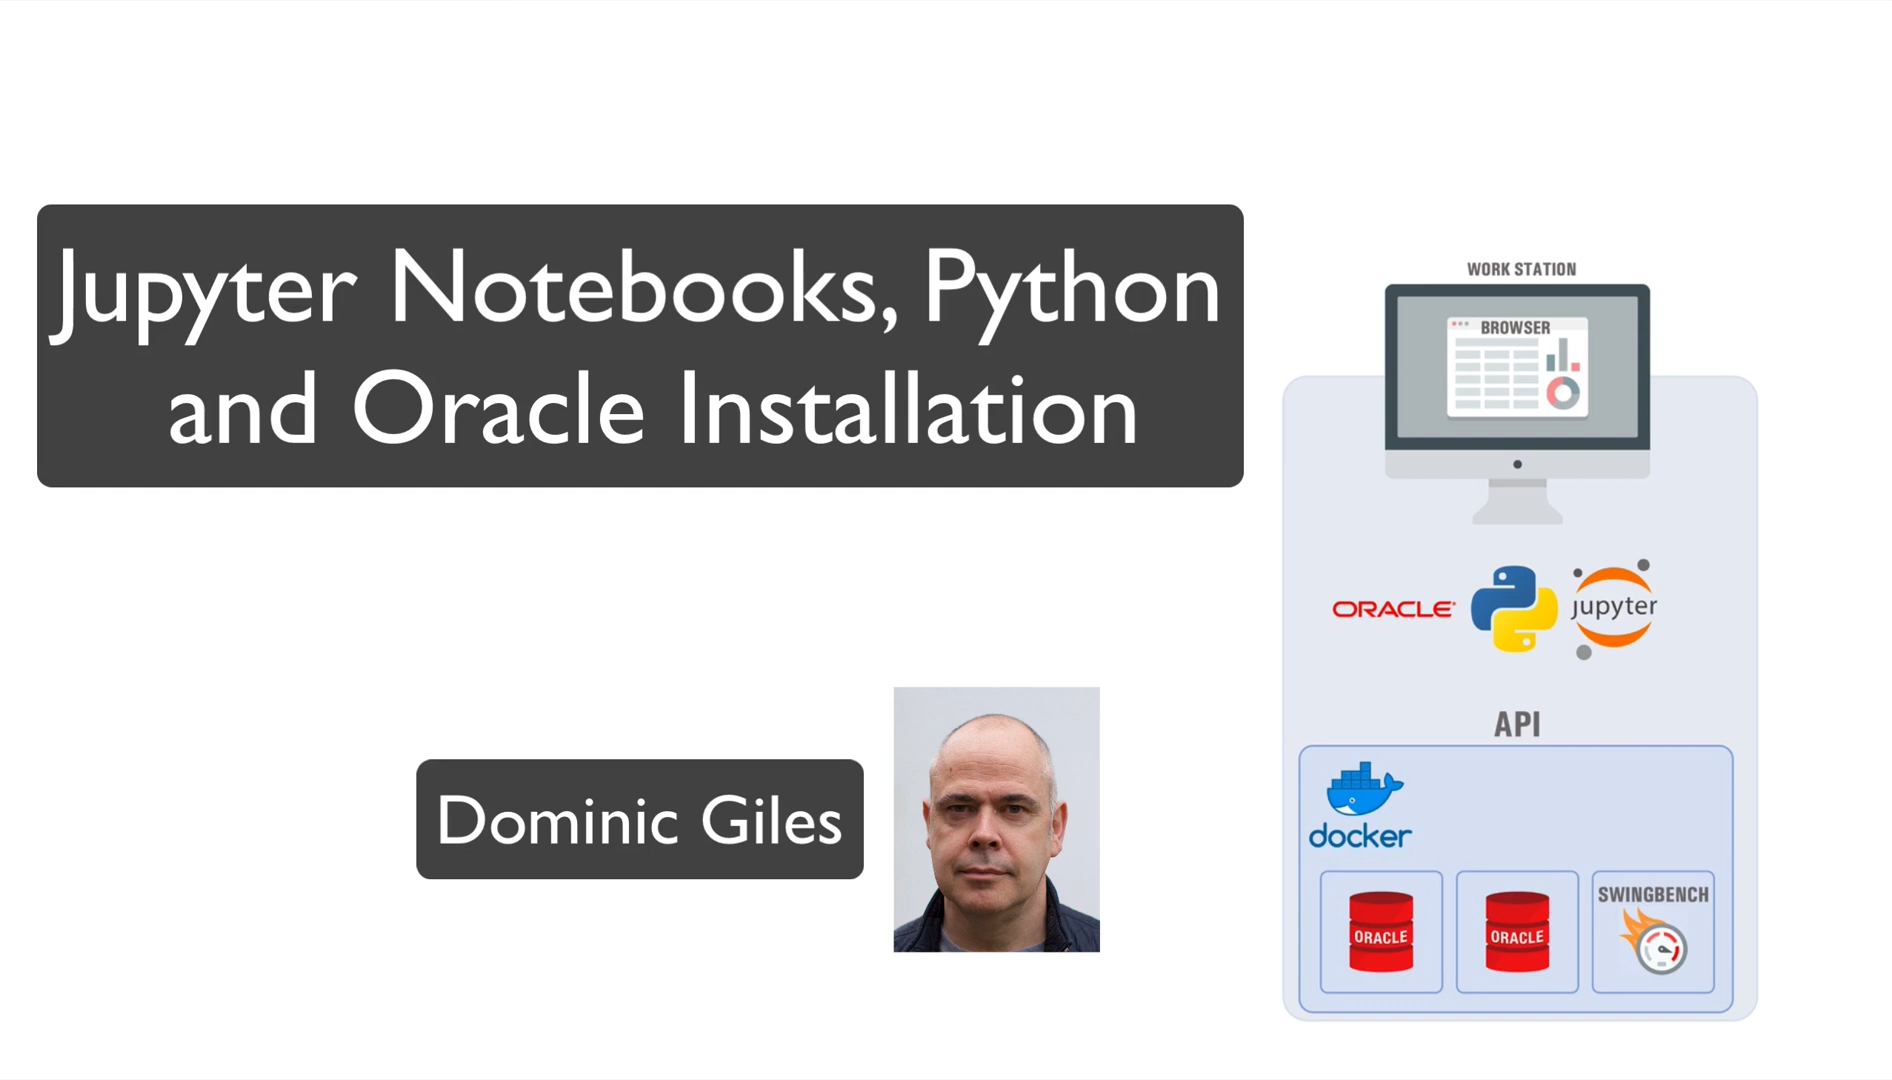 Jupyter Notebooks, Python
and Oracle Installation
Dominic Giles
WORK STATION
BROWSER
ORACLE
jupyter
API
docker
ORACLE
ORACLE
SWINGBENCH